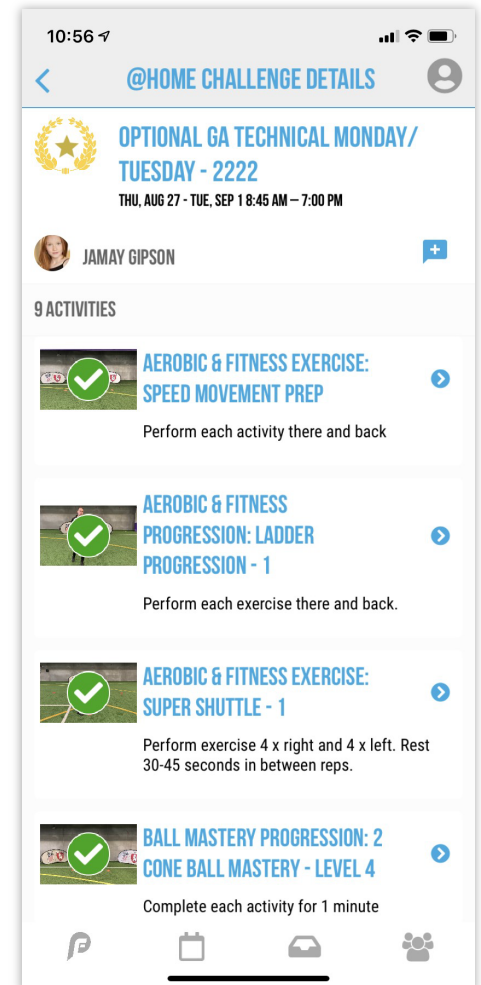 10:56
@HOME CHALLENGE DETAILS
OPTIONAL GA TECHNICAL MONDAY/
TUESDAY - 2222
THU, AUG 27 - TUE, SEP 1 8:45 AM – 7:00 PM
JAMAY GIPSON
9 ACTIVITIES
AEROBIC & FITNESS EXERCISE:
SPEED MOVEMENT PREP
Perform each activity there and back
AEROBIC & FITNESS
PROGRESSION: LADDER
PROGRESSION - 1
Perform each exercise there and back.
AEROBIC & FITNESS EXERCISE:
SUPER SHUTTLE - 1
Perform exercise 4 x right and 4 x left. Rest
30-45 seconds in between reps.
BALL MASTERY PROGRESSION: 2
CONE BALL MASTERY - LEVEL 4
Complete each activity for 1 minute